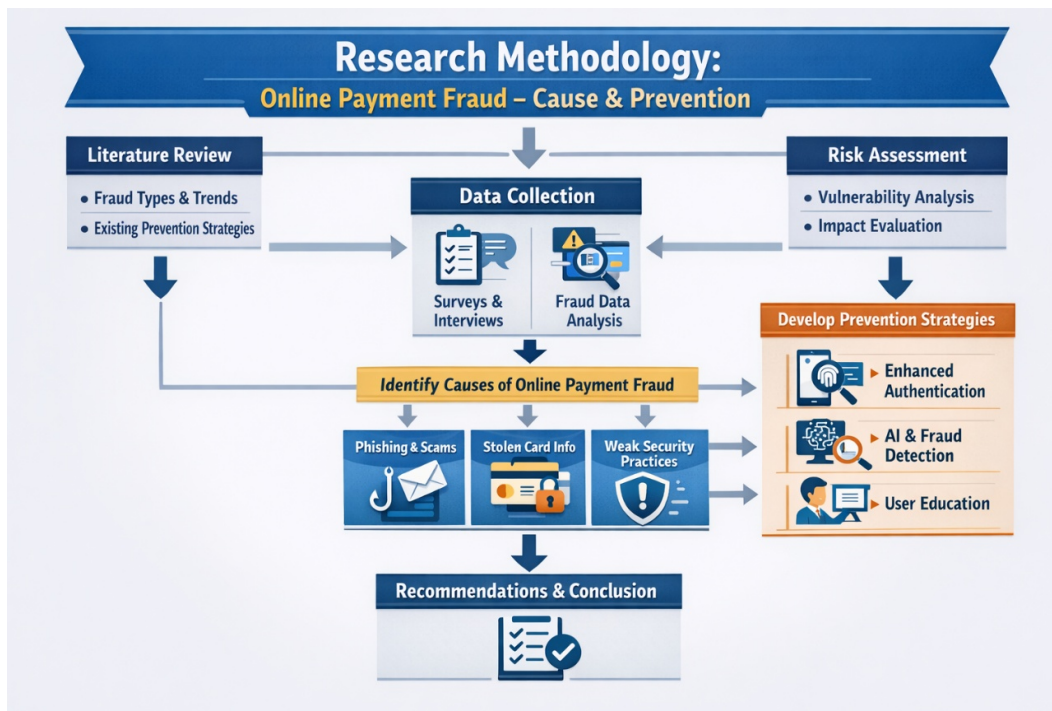 Research Methodology:
Online Payment Fraud – Cause & Prevention
Literature Review
• Fraud Types & Trends
• Existing Prevention Strategies
Data Collection
Surveys &
Interviews
Fraud Data
Analysis
Risk Assessment
• Vulnerability Analysis
• Impact Evaluation
Identify Causes of Online Payment Fraud
Phishing & Scams
Stolen Card Info
Weak Security
Practices
Develop Prevention Strategies
Enhanced
Authentication
AI & Fraud
Detection
User Education
Recommendations & Conclusion